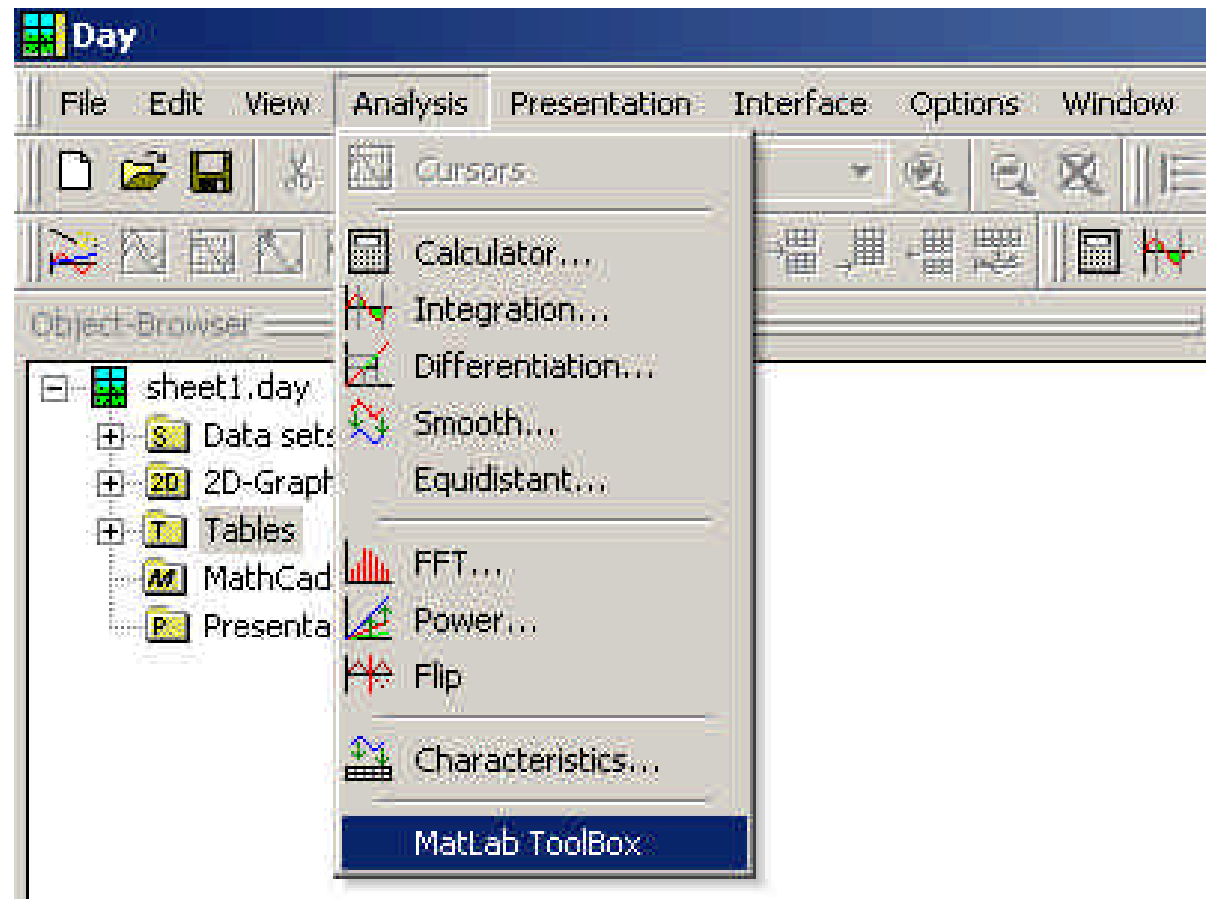 Day
File Edit View Analysis Presentation Interface Options Window
Cursors
Calculator...
Integration...
Object-Browser
Differentiation...
sheet1.day
Smooth...
S Data sets
Equidistant...
2D 2D-Graph
T Tables
FFT...
M MathCad
Power...
P Presenta
Flip
Characteristics...
MatLab ToolBox